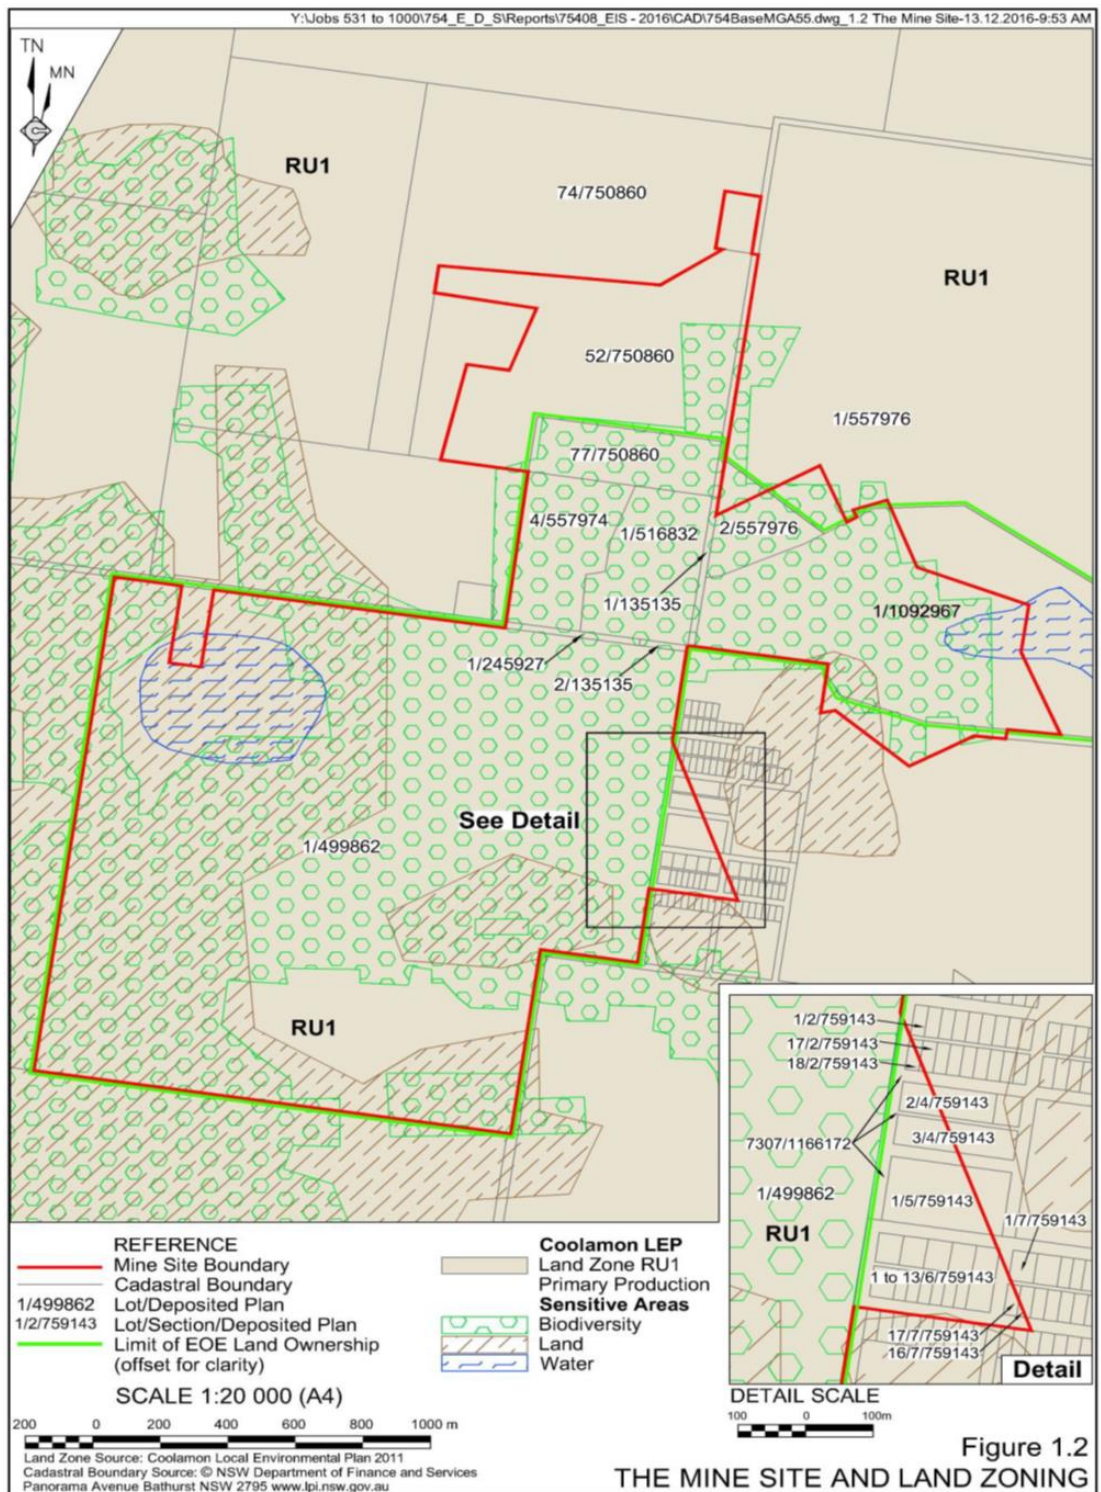 Y:\Jobs 531 to 1000\754_E_D_S\Reports\75408_EIS - 2016\CAD\754BaseMGA55.dwg_1.2 The Mine Site-13.12.2016-9:53 AM
TN
MN
RU1
74/750860
RU1
52/750860
1/557976
77/750860
4/557974
1/516832
2/557976
1/135135
1/1092967
1/245927
2/135135
See Detail
1/499862
RU1
1/2/759143
17/2/759143
18/2/759143
2/4/759143
3/4/759143
7307/1166172
1/499862
1/5/759143
1/7/759143
RU1
1 to 13/6/759143
17/7/759143
16/7/759143
Detail
REFERENCE
Mine Site Boundary
Cadastral Boundary
1/499862 Lot/Deposited Plan
1/2/759143 Lot/Section/Deposited Plan
Limit of EOE Land Ownership
(offset for clarity)
Coolamon LEP
Land Zone RU1
Primary Production
Sensitive Areas
Biodiversity
Land
Water
SCALE 1:20 000 (A4)
200 0 200 400 600 800 1000 m
DETAIL SCALE
100 0 100m
Land Zone Source: Coolamon Local Environmental Plan 2011
Cadastral Boundary Source: © NSW Department of Finance and Services
Panorama Avenue Bathurst NSW 2795 www.lpi.nsw.gov.au
Figure 1.2
THE MINE SITE AND LAND ZONING